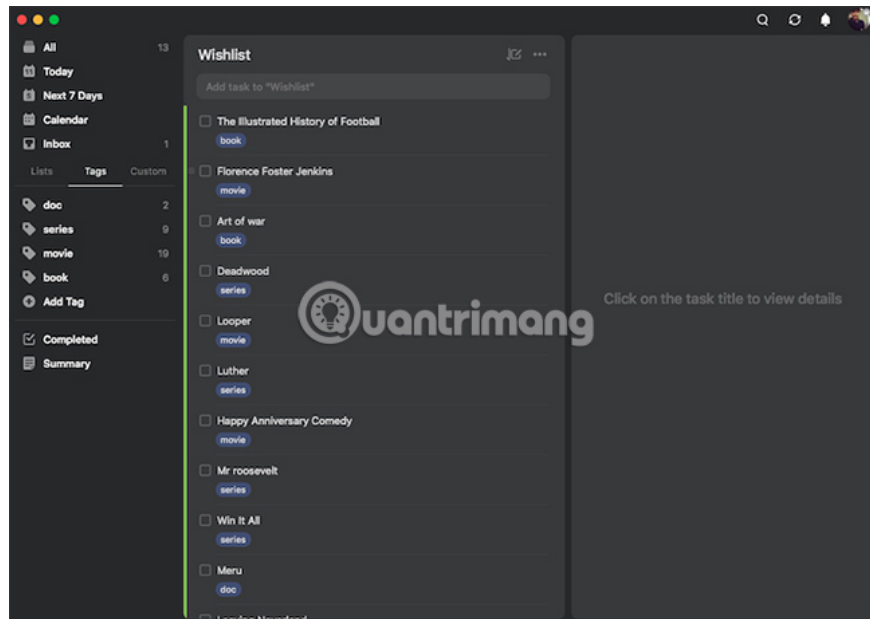 All 13
Today
Next 7 Days
Calendar
Inbox 1
Lists Tags Custom
doc 2
series 9
movie 19
book 6
Add Tag
Completed
Summary
Wishlist
Add task to "Wishlist"
The Illustrated History of Football
book
Florence Foster Jenkins
movie
Art of war
book
Deadwood
series
Looper
movie
Luther
series
Happy Anniversary Comedy
movie
Mr roosevelt
series
Win It All
series
Meru
doc
Click on the task title to view details
Quantrimang